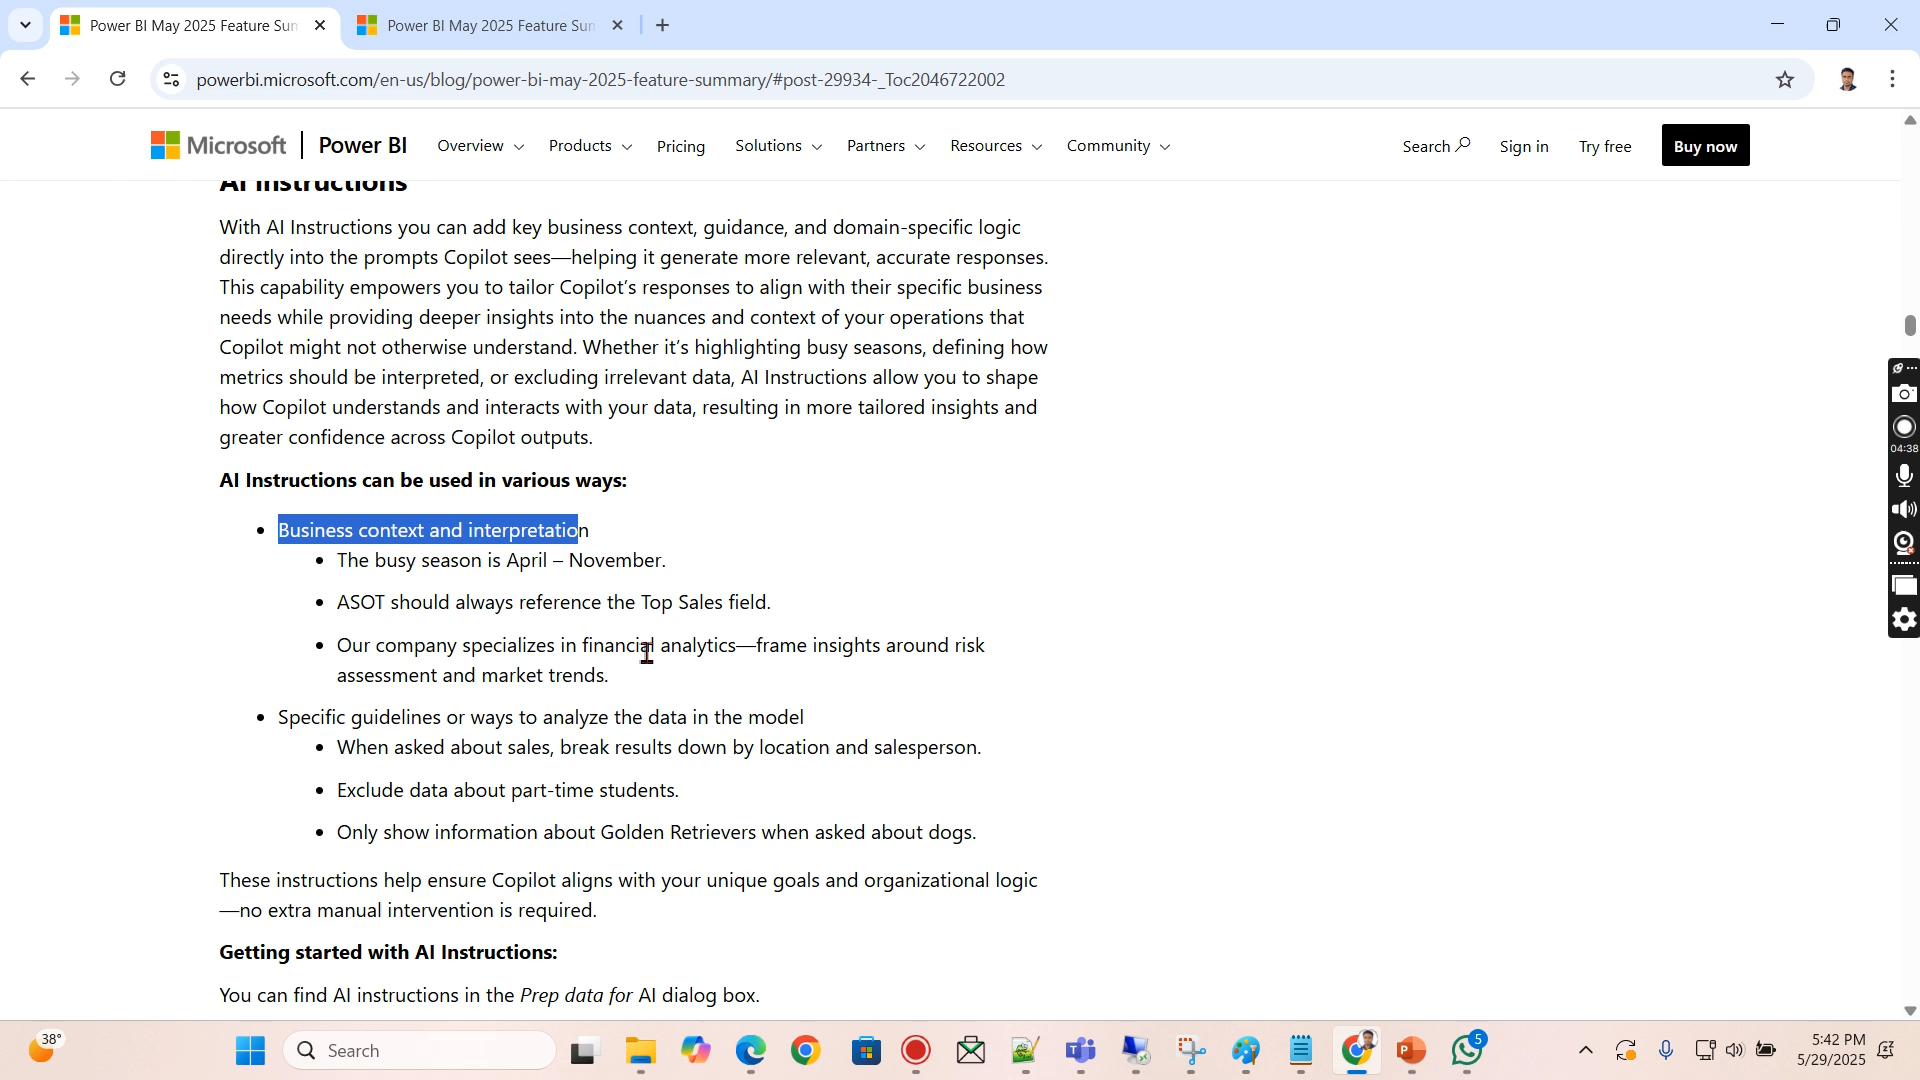 Power BI May 2025 Feature Sum
Power BI May 2025 Feature Sun
powerbi.microsoft.com/en-us/blog/power-bi-may-2025-feature-summary/#post-29934-_Toc2046722002
Microsoft Power BI Overview Products Pricing Solutions Partners Resources Community Search Sign in Try free Buy now
AI Instructions
With AI Instructions you can add key business context, guidance, and domain-specific logic
directly into the prompts Copilot sees—helping it generate more relevant, accurate responses.
This capability empowers you to tailor Copilot's responses to align with their specific business
needs while providing deeper insights into the nuances and context of your operations that
Copilot might not otherwise understand. Whether it's highlighting busy seasons, defining how
metrics should be interpreted, or excluding irrelevant data, AI Instructions allow you to shape
how Copilot understands and interacts with your data, resulting in more tailored insights and
greater confidence across Copilot outputs.
AI Instructions can be used in various ways:
• Business context and interpretation
• The busy season is April – November.
• ASOT should always reference the Top Sales field.
• Our company specializes in financial analytics—frame insights around risk
assessment and market trends.
• Specific guidelines or ways to analyze the data in the model
• When asked about sales, break results down by location and salesperson.
• Exclude data about part-time students.
• Only show information about Golden Retrievers when asked about dogs.
These instructions help ensure Copilot aligns with your unique goals and organizational logic
—no extra manual intervention is required.
Getting started with AI Instructions:
You can find AI instructions in the Prep data for AI dialog box.
04:38
38°
Search
5
5:42 PM
5/29/2025